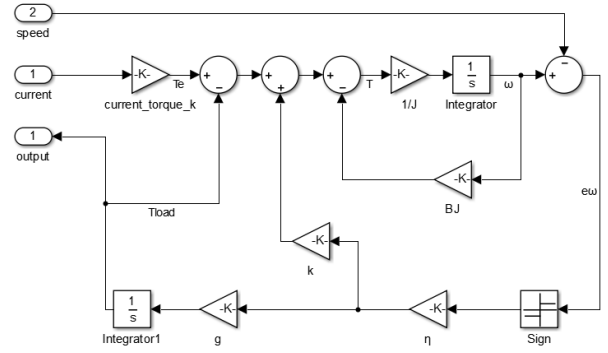 2
speed
1
current
-K-
current_torque_k
Te
+
−
+
+
+
−
T
-K-
1/J
1
s
Integrator
ω
+
−
1
output
Tload
-K-
BJ
eω
-K-
k
1
s
Integrator1
-K-
g
-K-
η
Sign